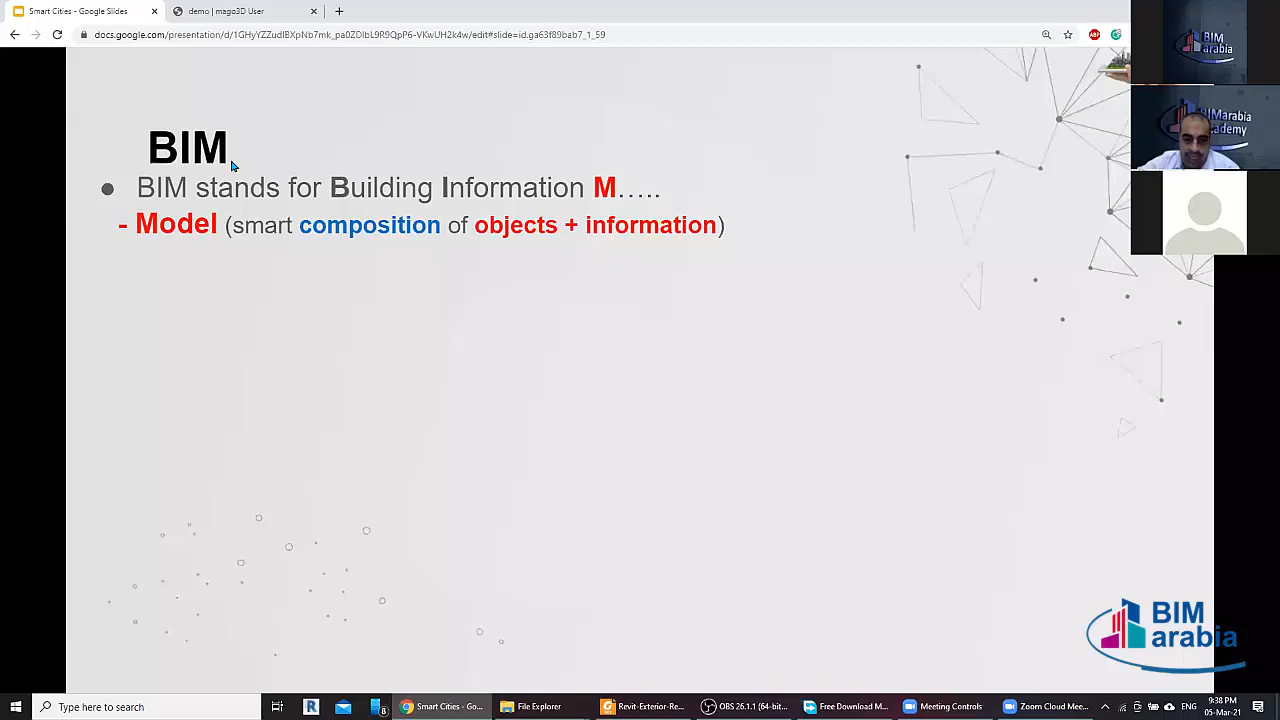 Smart Cities - Google Slides
demo | mago3D User
docs.google.com/presentation/d/1GHyYZZudIBXpNb7mk_pa0ZDlbL9R9QpP6-VKwUH2k4w/edit#slide=id.ga63f89bab7_1_59
ABP
BIM
arabia
BIMarabia
Academy
BIM
● BIM stands for Building Information M.....
- Model (smart composition of objects + information)
BIM
arabia
Type here to search
R
8
Smart Cities - Go...
File Explorer
Revit-Exterior-Re...
OBS 26.1.1 (64-bit...
Free Download M...
Meeting Controls
Zoom Cloud Mee...
9:38 PM
05-Mar-21